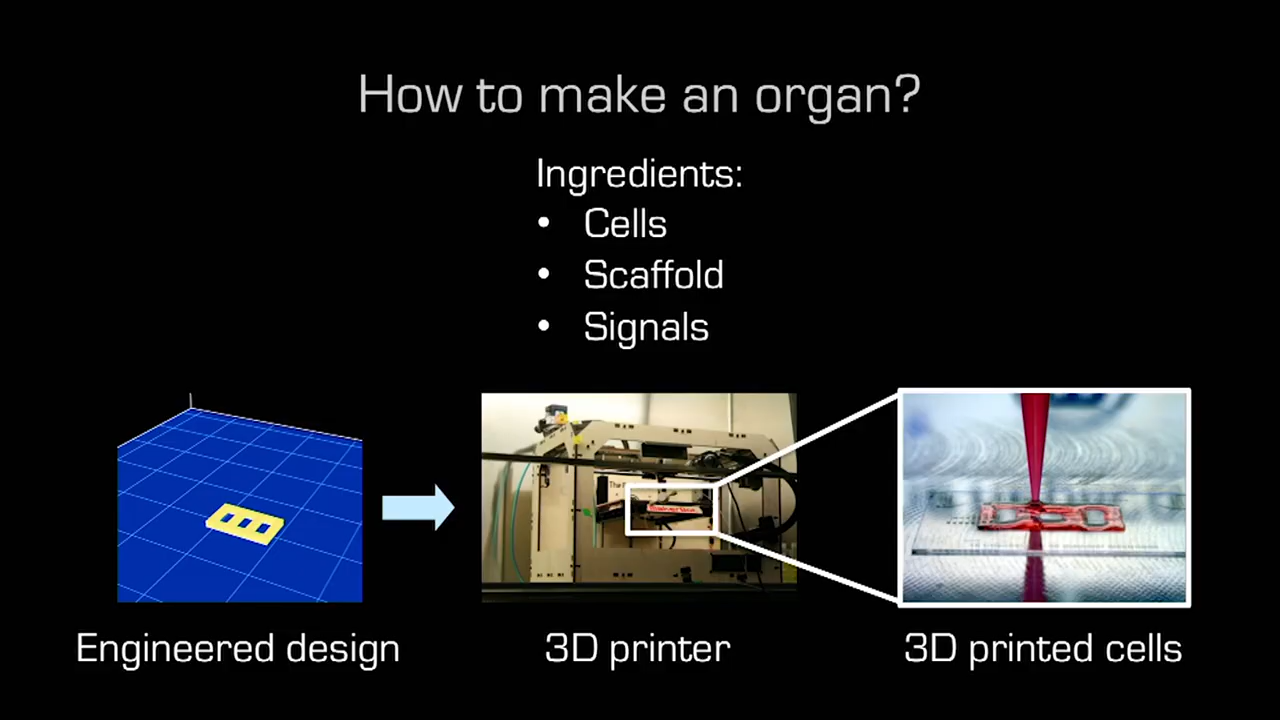 How to make an organ?
Ingredients:
• Cells
• Scaffold
• Signals
Engineered design
3D printer
3D printed cells